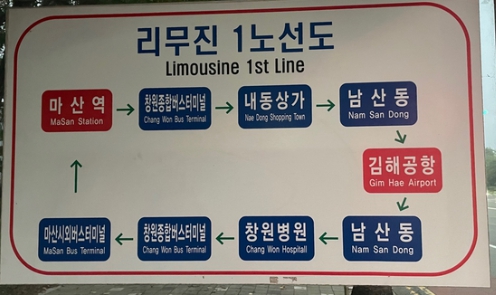 리무진 1노선도
Limousine 1st Line
마산역
MaSan Station
창원종합버스터미널
Chang Won Bus Terminal
내동상가
Nae Dong Shopping Town
남산동
Nam San Dong
김해공항
Gim Hae Airport
남산동
Nam San Dong
창원병원
Chang Won Hospitall
창원종합버스터미널
Chang Won Bus Terminal
마산시외버스터미널
MaSan Bus Terminal